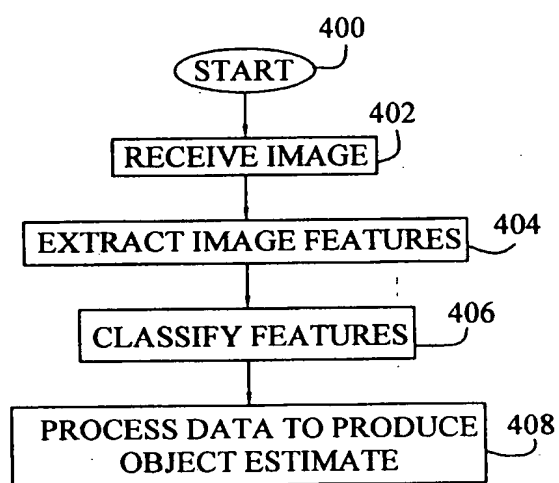 400
START
402
RECEIVE IMAGE
EXTRACT IMAGE FEATURES
404
406
CLASSIFY FEATURES
PROCESS DATA TO PRODUCE
OBJECT ESTIMATE
408